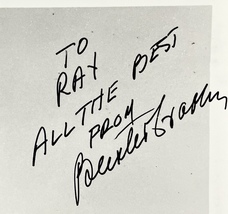 TO
RAY
ALL THE BEST
FROM